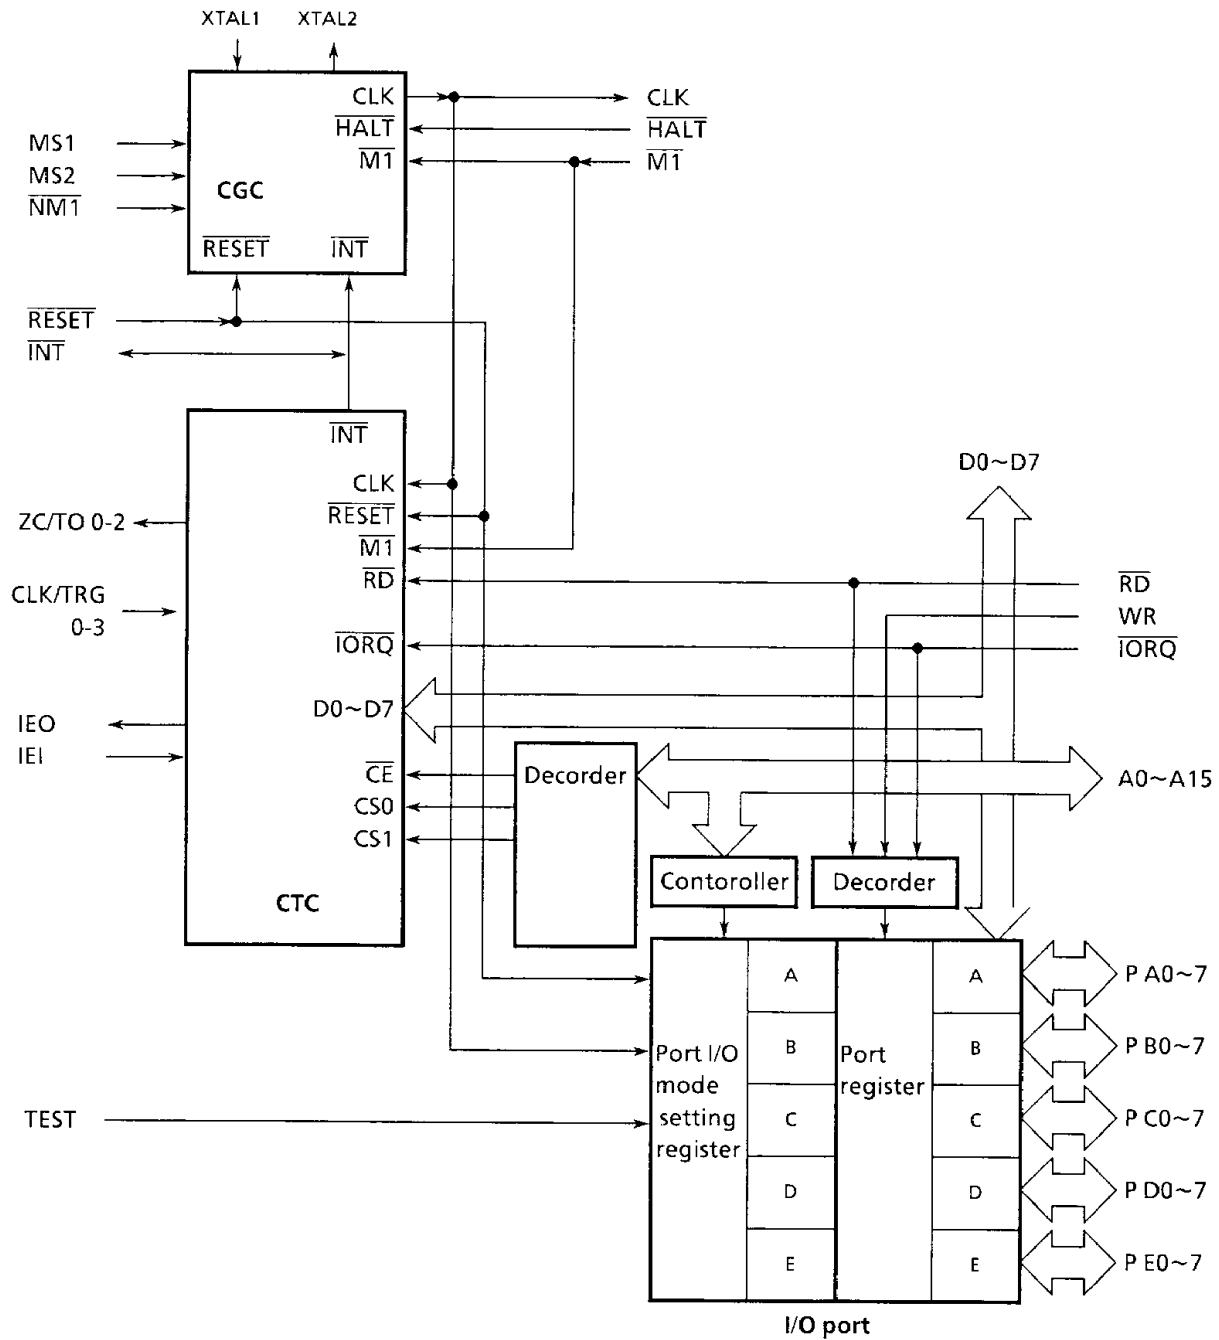 XTAL1 XTAL2
CLK CLK
HALT HALT
M1 M1
MS1
MS2
NM1
CGC
RESET INT
RESET
INT
INT
CLK
RESET
M1
RD
IORQ
D0~D7
CE
CS0
CS1
CTC
ZC/TO 0-2
CLK/TRG
0-3
IEO
IEI
D0~D7
RD
WR
IORQ
A0~A15
Decorder
Contoroller
Decorder
TEST
Port I/O
mode
setting
register
A
B
C
D
E
Port
register
A
B
C
D
E
P A0~7
P B0~7
P C0~7
P D0~7
P E0~7
I/O port